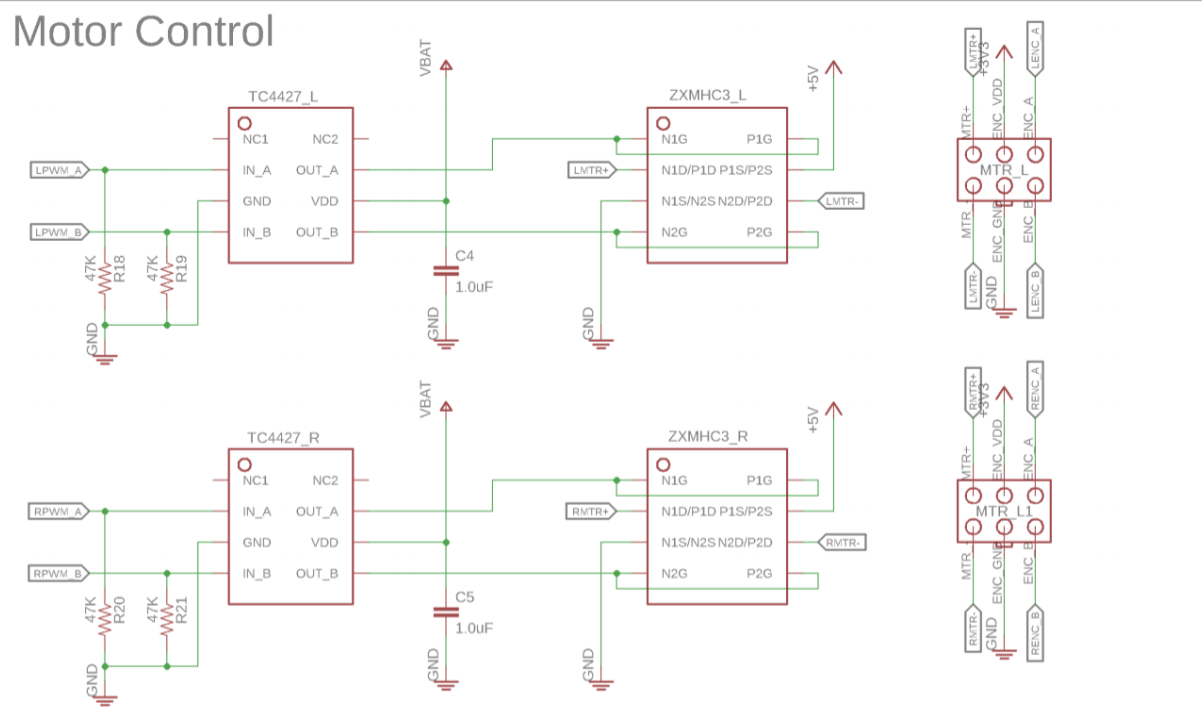 Motor Control
VBAT
TC4427_L
NC1 NC2
LPWM_A IN_A OUT_A
GND VDD
LPWM_B IN_B OUT_B
47K R18 47K R19
GND
C4
1.0uF
GND
ZXMHC3_L
+5V
N1G P1G
LMTR+ N1D/P1D P1S/P2S
N1S/N2S N2D/P2D LMTR-
N2G P2G
GND
LMTR+ +3V3 LENC_A
MTR+ ENC_VDD ENC_A
MTR_L
MTR- ENC_GND ENC_B
LMTR- GND LENC_B
VBAT
TC4427_R
NC1 NC2
RPWM_A IN_A OUT_A
GND VDD
RPWM_B IN_B OUT_B
47K R20 47K R21
GND
C5
1.0uF
GND
ZXMHC3_R
+5V
N1G P1G
RMTR+ N1D/P1D P1S/P2S
N1S/N2S N2D/P2D RMTR-
N2G P2G
GND
RMTR+ +3V3 RENC_A
MTR+ ENC_VDD ENC_A
MTR_L1
MTR- ENC_GND ENC_B
RMTR- GND RENC_B